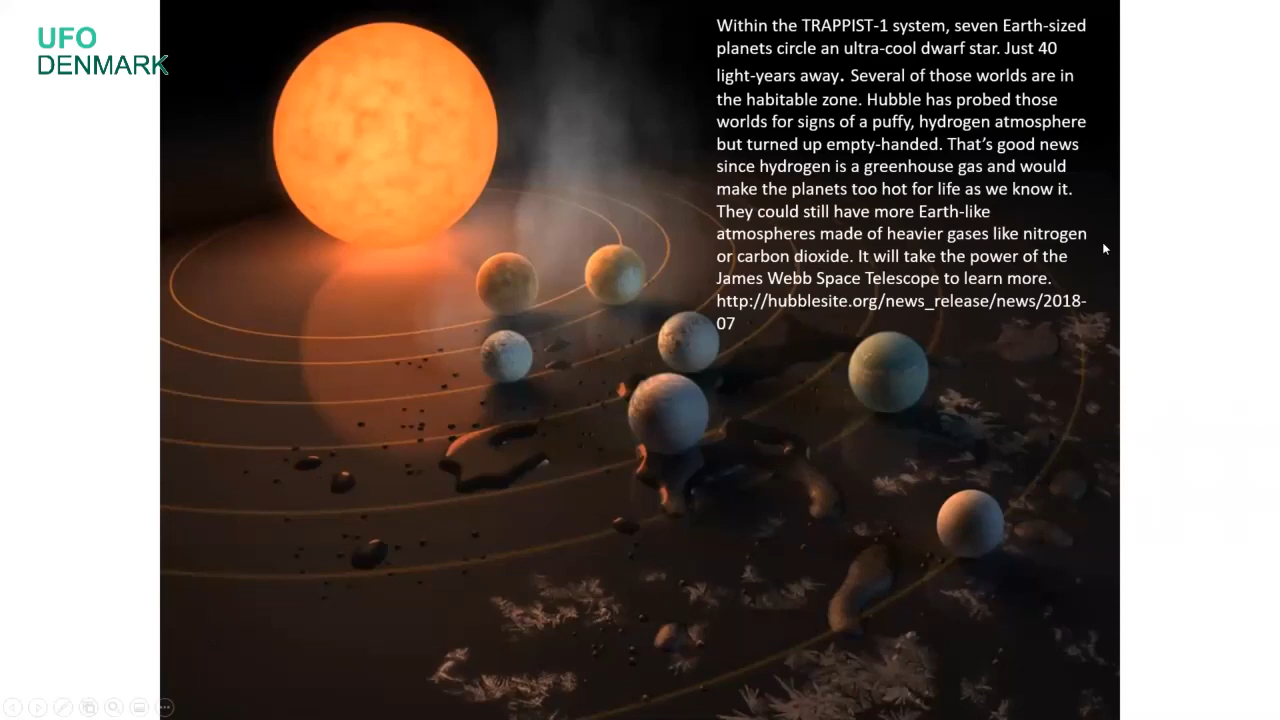 UFO
DENMARK
Within the TRAPPIST-1 system, seven Earth-sized
planets circle an ultra-cool dwarf star. Just 40
light-years away. Several of those worlds are in
the habitable zone. Hubble has probed those
worlds for signs of a puffy, hydrogen atmosphere
but turned up empty-handed. That’s good news
since hydrogen is a greenhouse gas and would
make the planets too hot for life as we know it.
They could still have more Earth-like
atmospheres made of heavier gases like nitrogen
or carbon dioxide. It will take the power of the
James Webb Space Telescope to learn more.
http://hubblesite.org/news_release/news/2018-
07